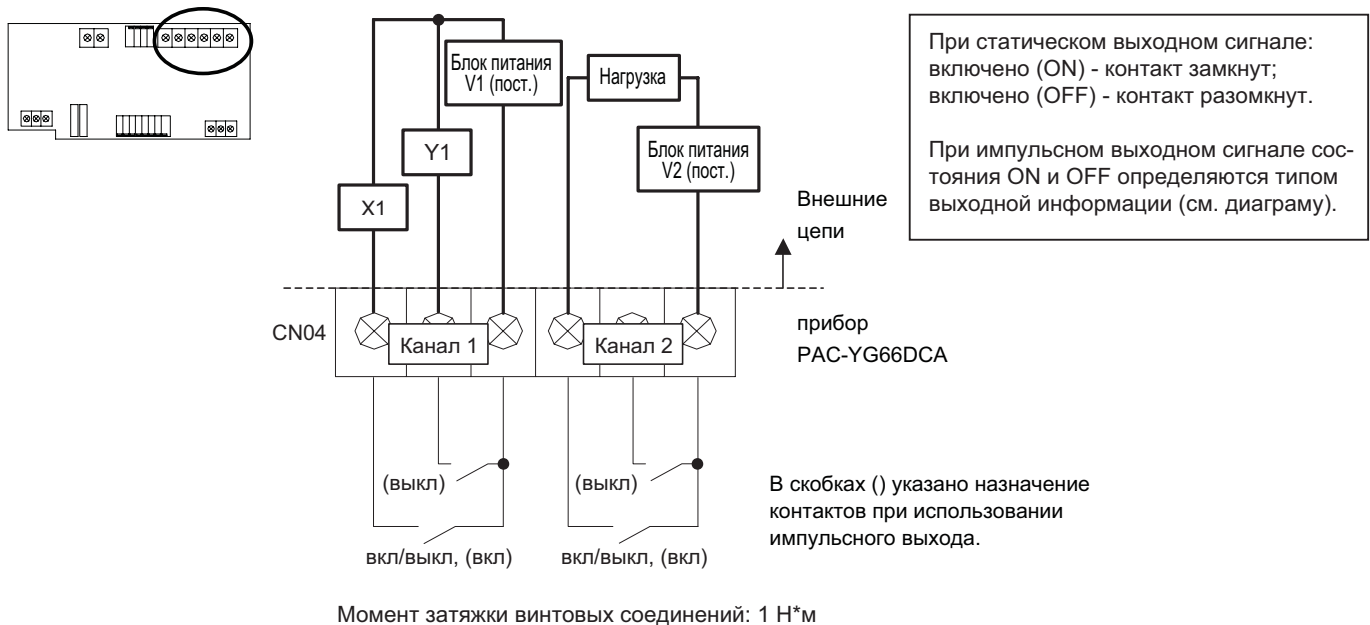 Блок питания
V1 (пост.)
Нагрузка
Y1
Блок питания
V2 (пост.)
X1
Внешние
цепи
При статическом выходном сигнале:
включено (ON) - контакт замкнут;
включено (OFF) - контакт разомкнут.
При импульсном выходном сигнале сос-
тояния ON и OFF определяются типом
выходной информации (см. диаграму).
CN04
Канал 1
Канал 2
прибор
PAC-YG66DCA
(выкл)
(выкл)
вкл/выкл, (вкл)
вкл/выкл, (вкл)
В скобках () указано назначение
контактов при использовании
импульсного выхода.
Момент затяжки винтовых соединений: 1 Н*м